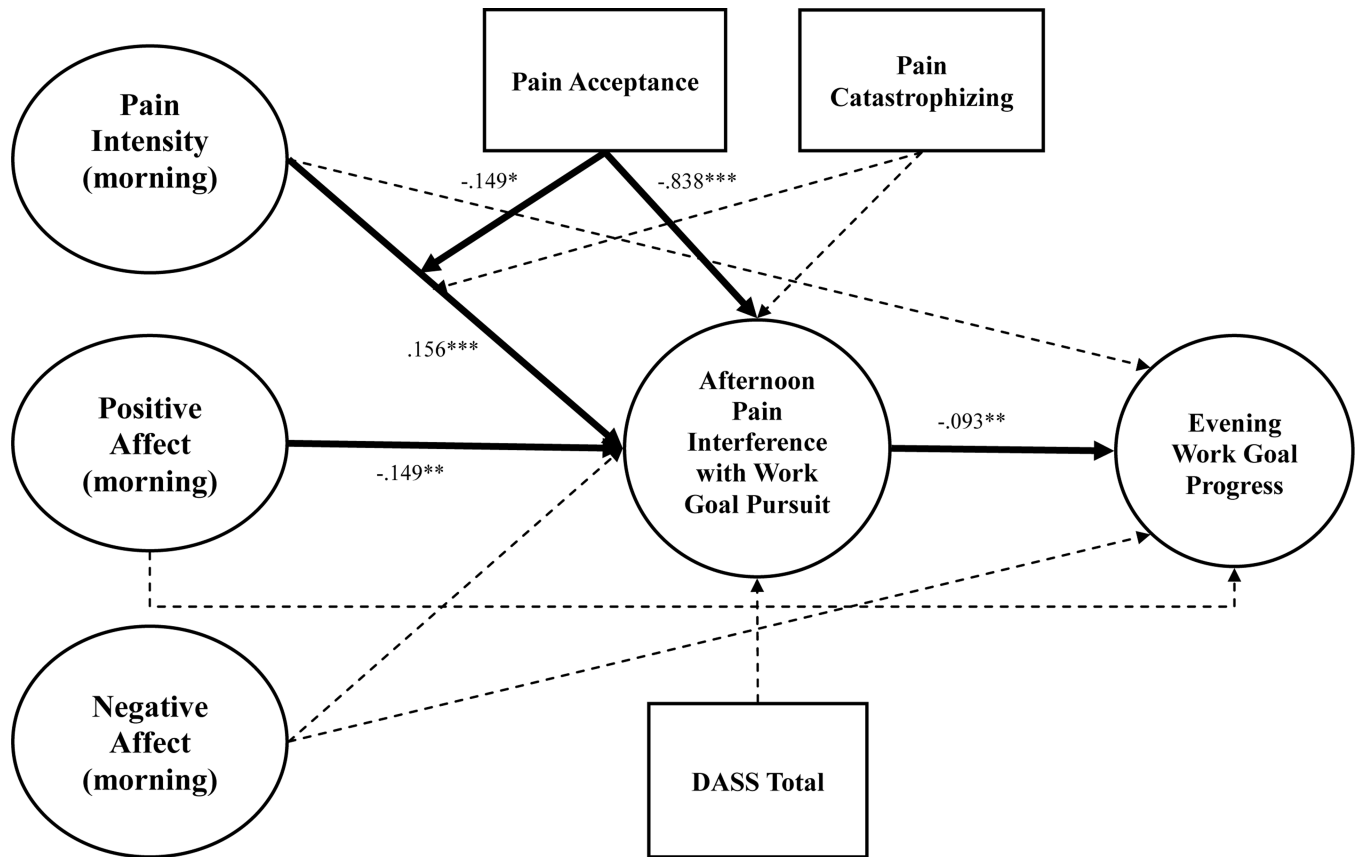 Pain Acceptance
Pain
Catastrophizing
Pain
Intensity
(morning)
-.149*
-.838***
.156***
Positive
Affect
(morning)
-.149**
Afternoon
Pain
Interference
with Work
Goal Pursuit
-.093**
Evening
Work Goal
Progress
Negative
Affect
(morning)
DASS Total